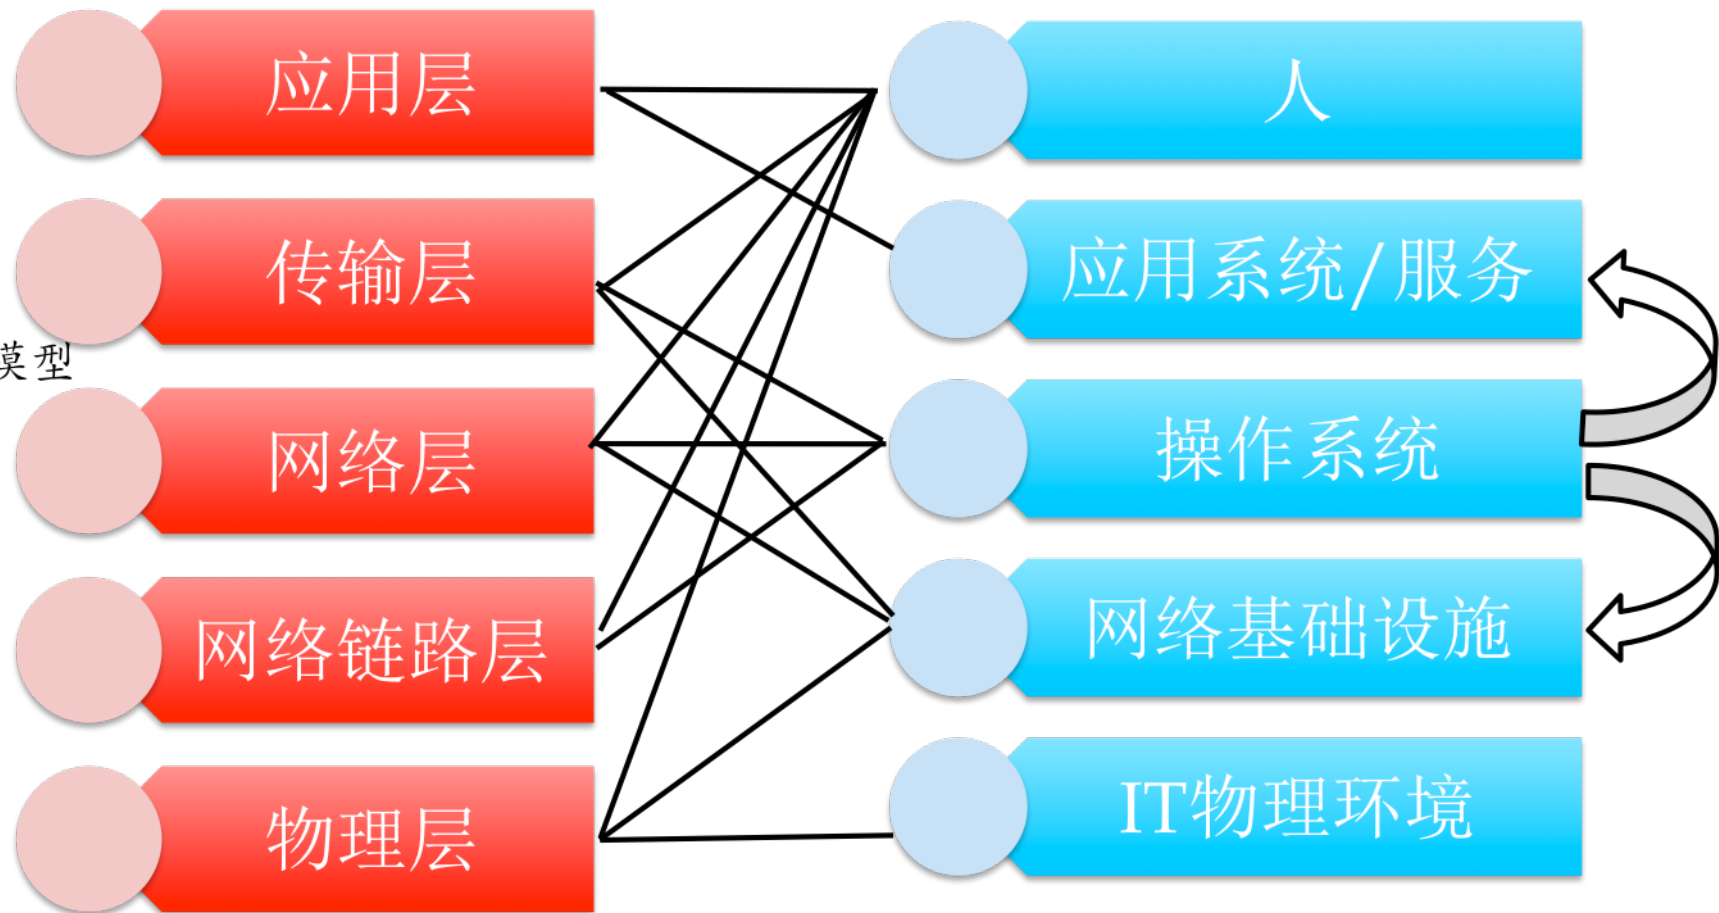 应用层
传输层
模型
网络层
网络链路层
物理层
人
应用系统/服务
操作系统
网络基础设施
IT物理环境